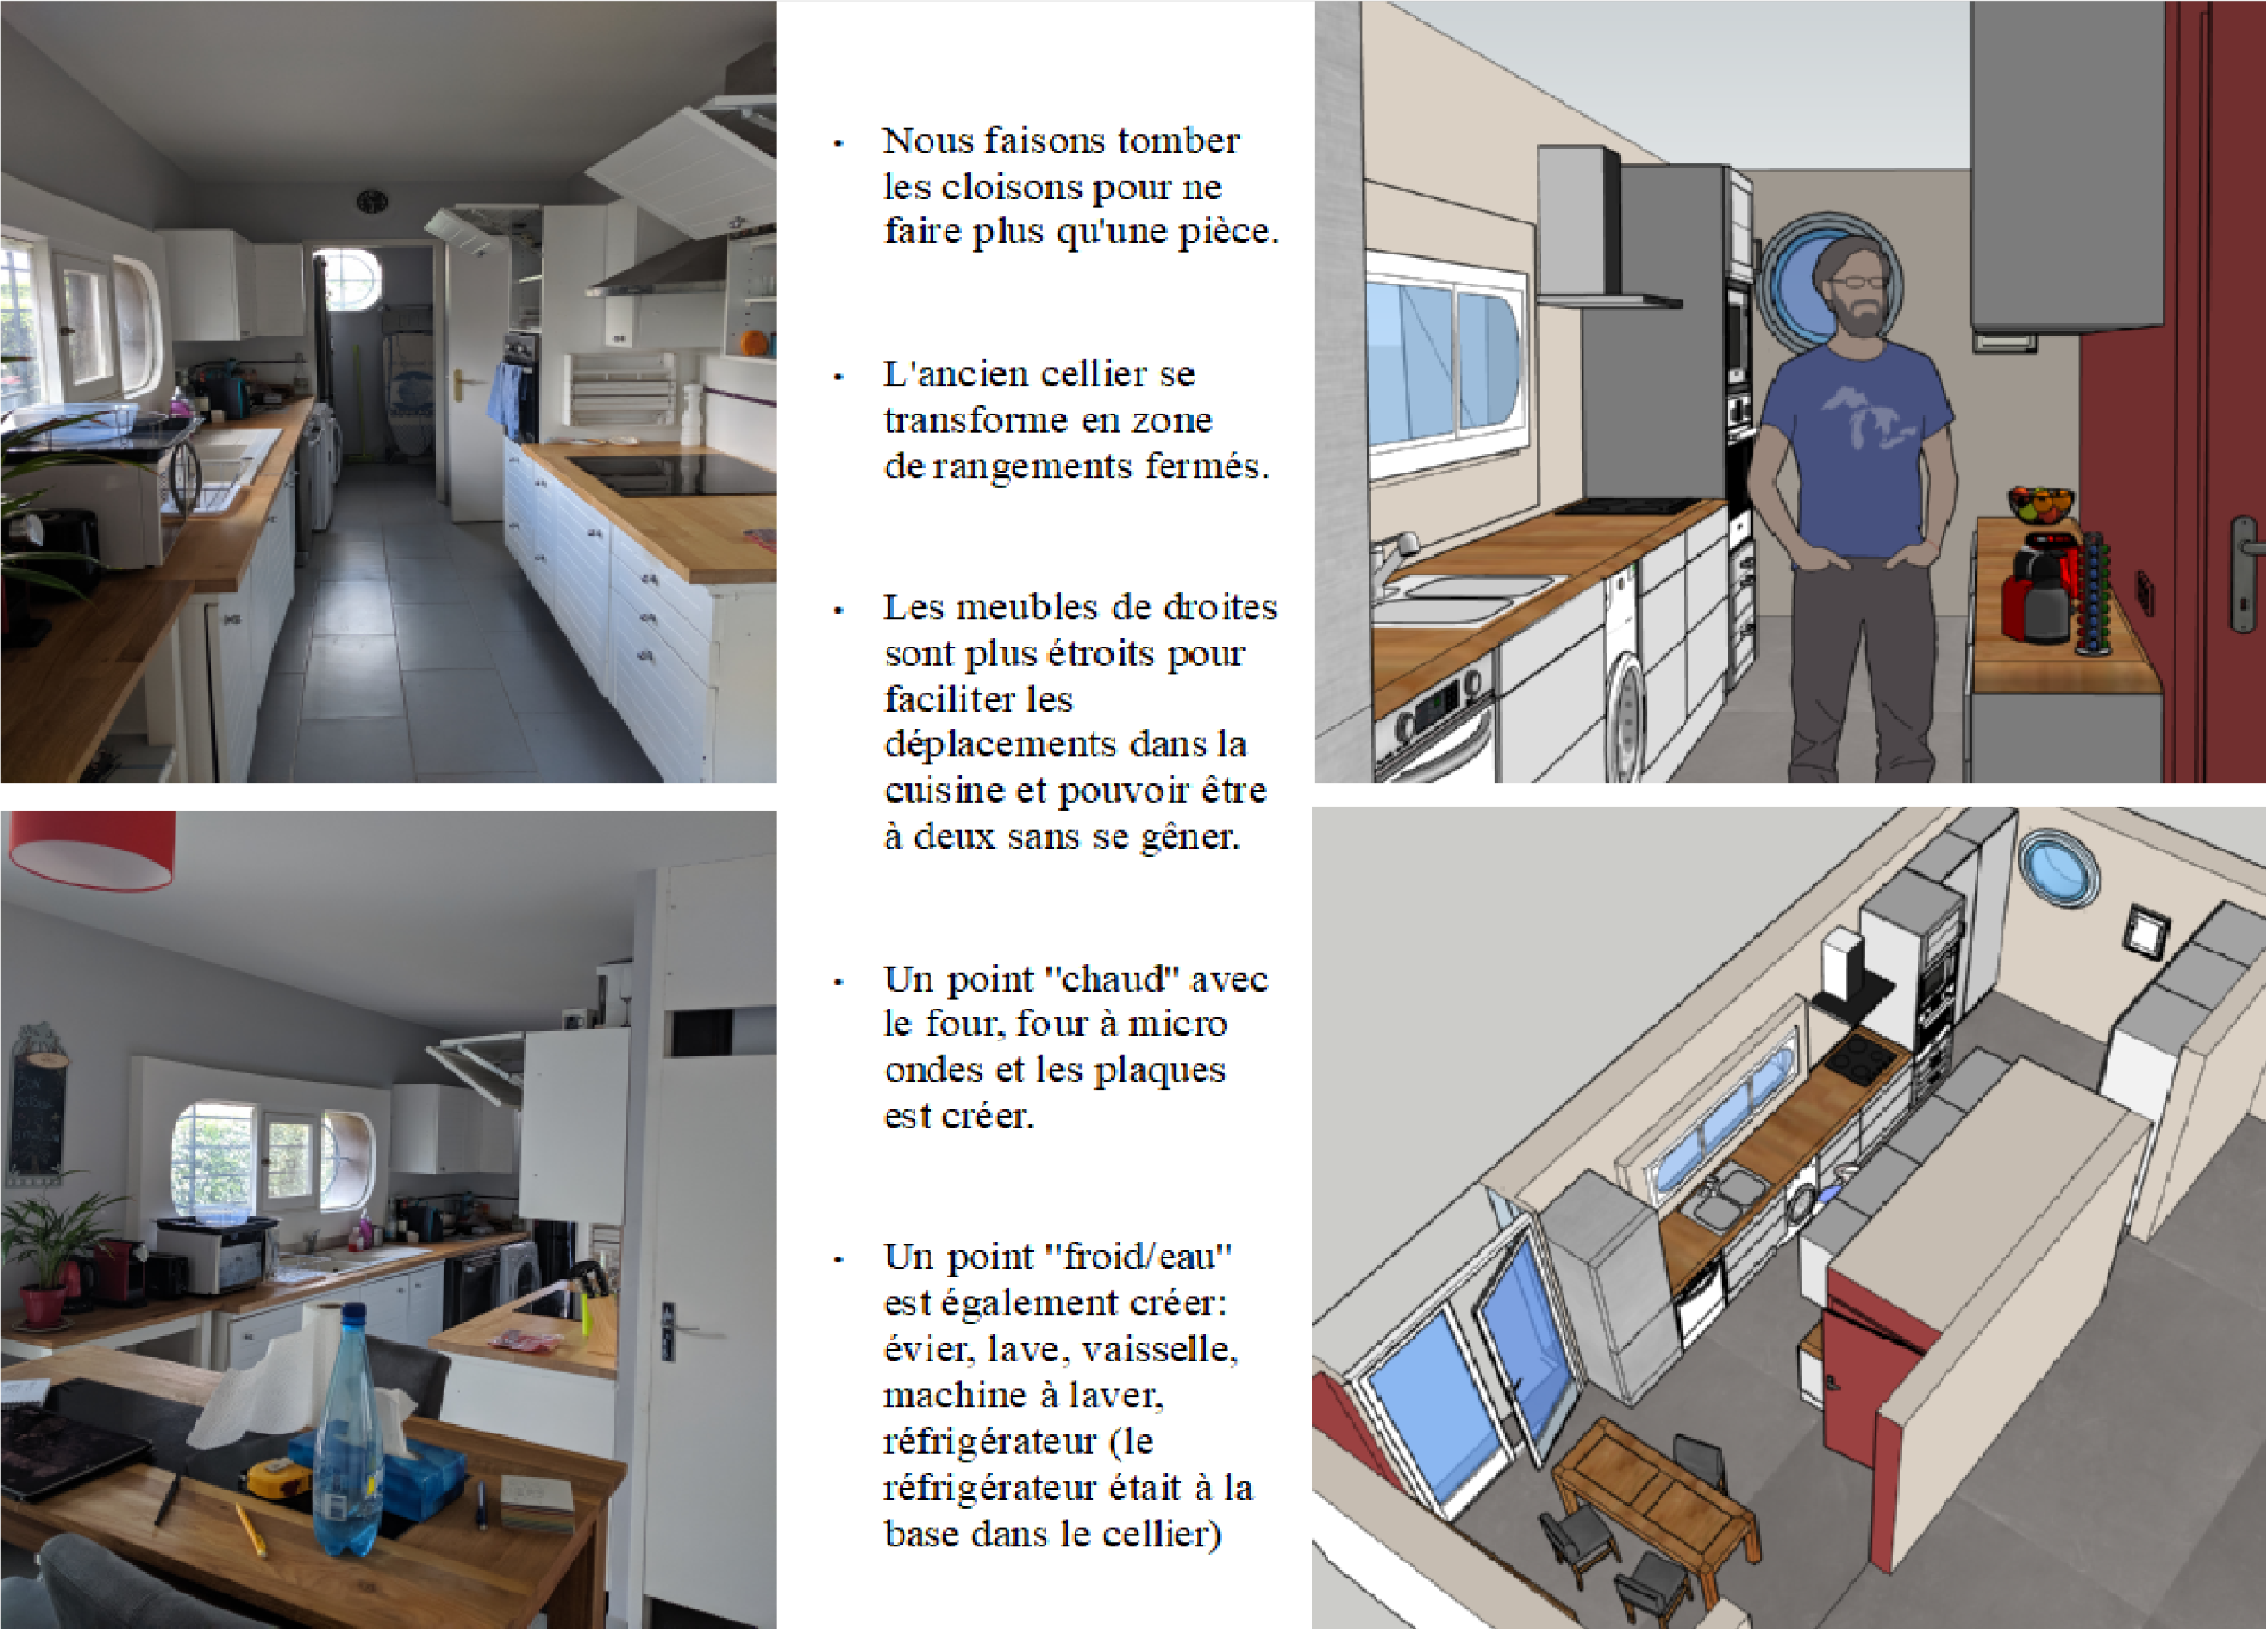 - Nous faisons tomber
les cloisons pour ne
faire plus qu'une pièce.
- L'ancien cellier se
transforme en zone
de rangements fermés.
- Les meubles de droites
sont plus étroits pour
faciliter les
déplacements dans la
cuisine et pouvoir être
à deux sans se gêner.
- Un point "chaud" avec
le four, four à micro
ondes et les plaques
est créer.
- Un point "froid/eau"
est également créer:
évier, lave, vaisselle,
machine à laver,
réfrigérateur (le
réfrigérateur était à la
base dans le cellier)